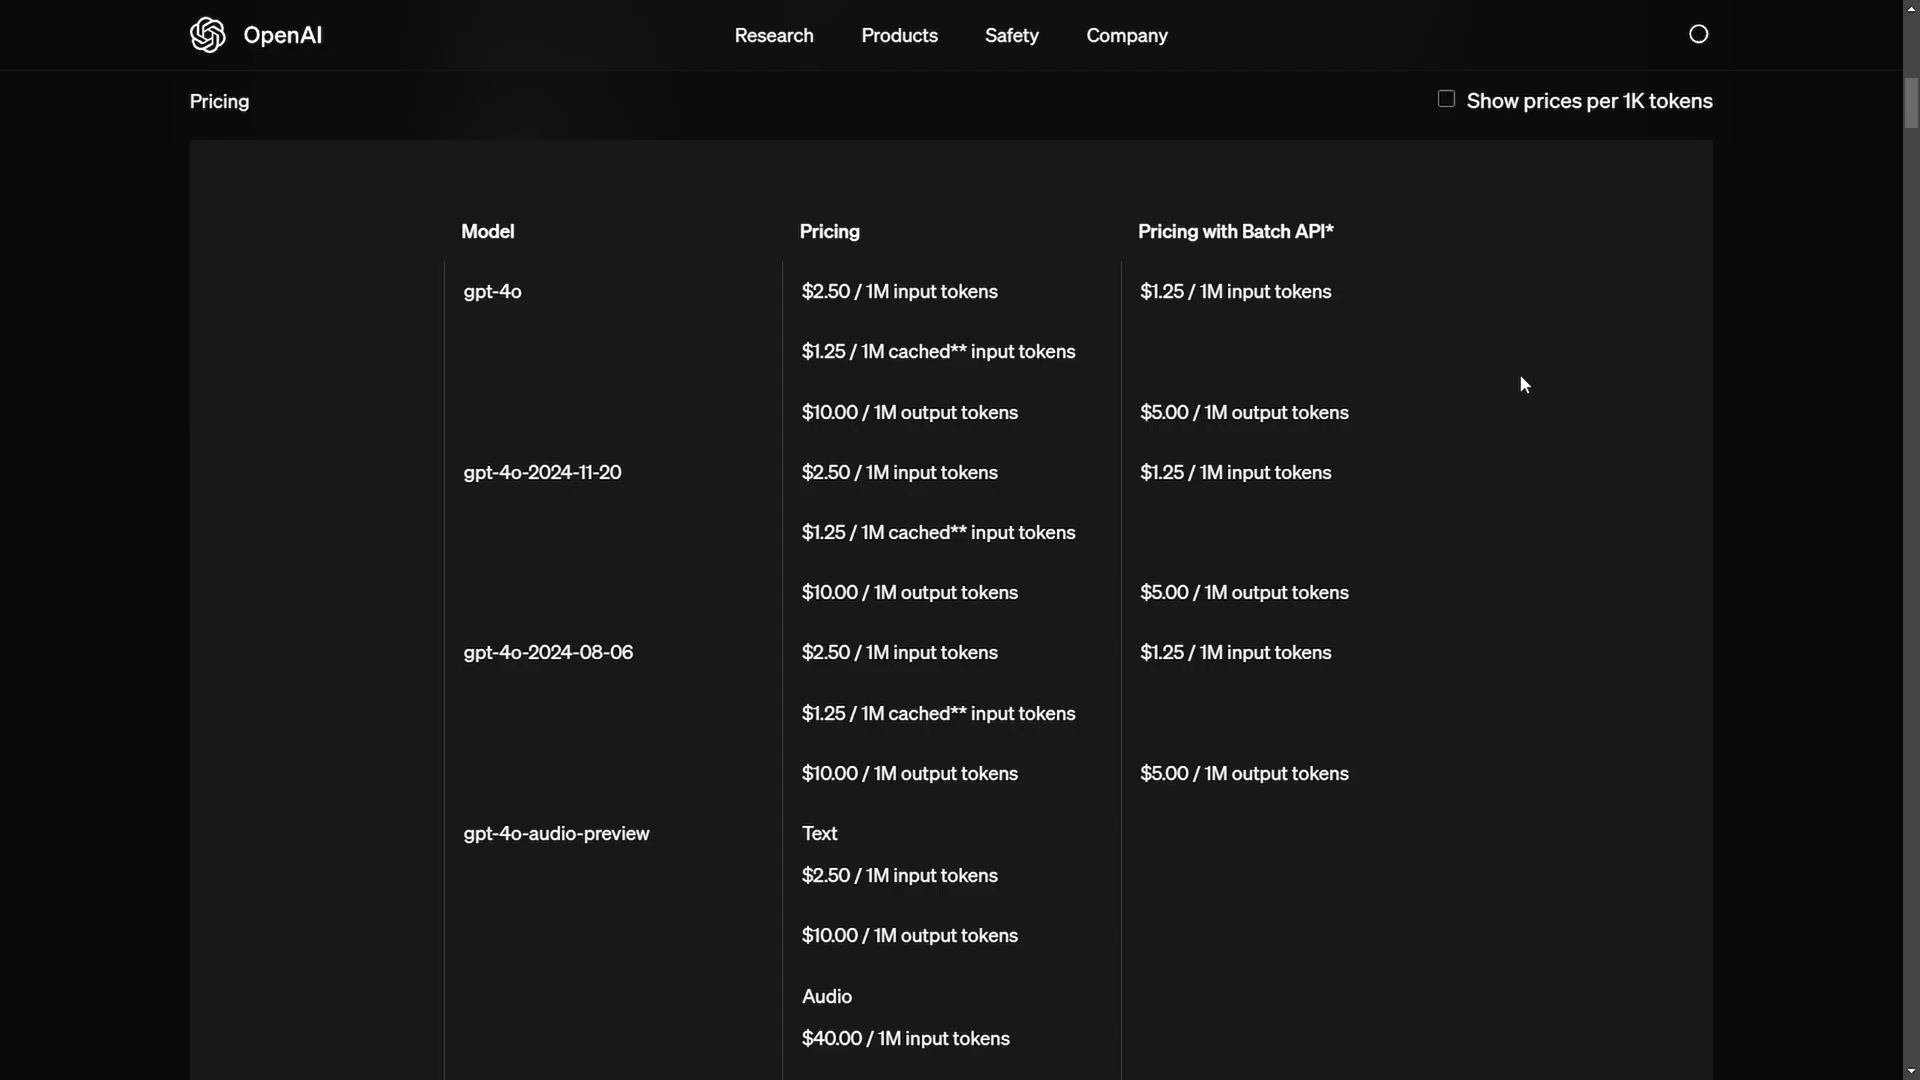 OpenAI
Research Products Safety Company
Pricing
Show prices per 1K tokens
Model Pricing Pricing with Batch API*
gpt-4o $2.50 / 1M input tokens $1.25 / 1M input tokens
$1.25 / 1M cached** input tokens
$10.00 / 1M output tokens $5.00 / 1M output tokens
gpt-4o-2024-11-20 $2.50 / 1M input tokens $1.25 / 1M input tokens
$1.25 / 1M cached** input tokens
$10.00 / 1M output tokens $5.00 / 1M output tokens
gpt-4o-2024-08-06 $2.50 / 1M input tokens $1.25 / 1M input tokens
$1.25 / 1M cached** input tokens
$10.00 / 1M output tokens $5.00 / 1M output tokens
gpt-4o-audio-preview Text
$2.50 / 1M input tokens
$10.00 / 1M output tokens
Audio
$40.00 / 1M input tokens